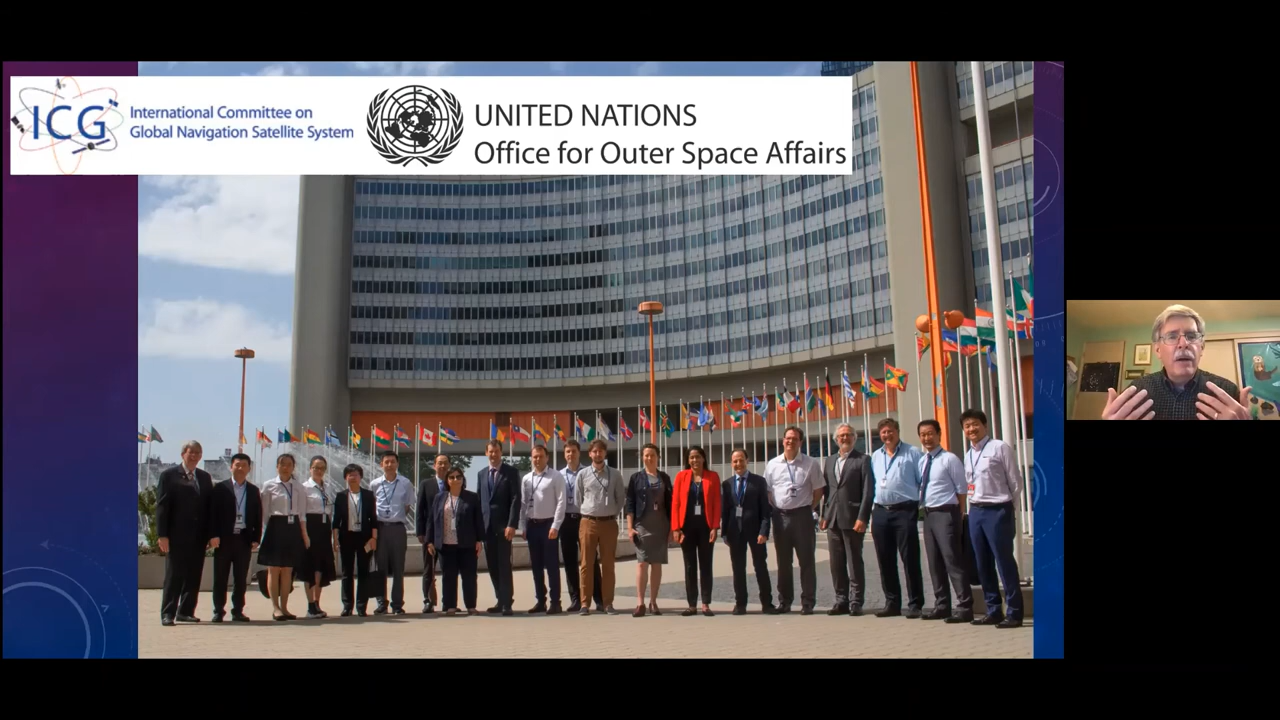 ICG
International Committee on
Global Navigation Satellite System
UNITED NATIONS
Office for Outer Space Affairs